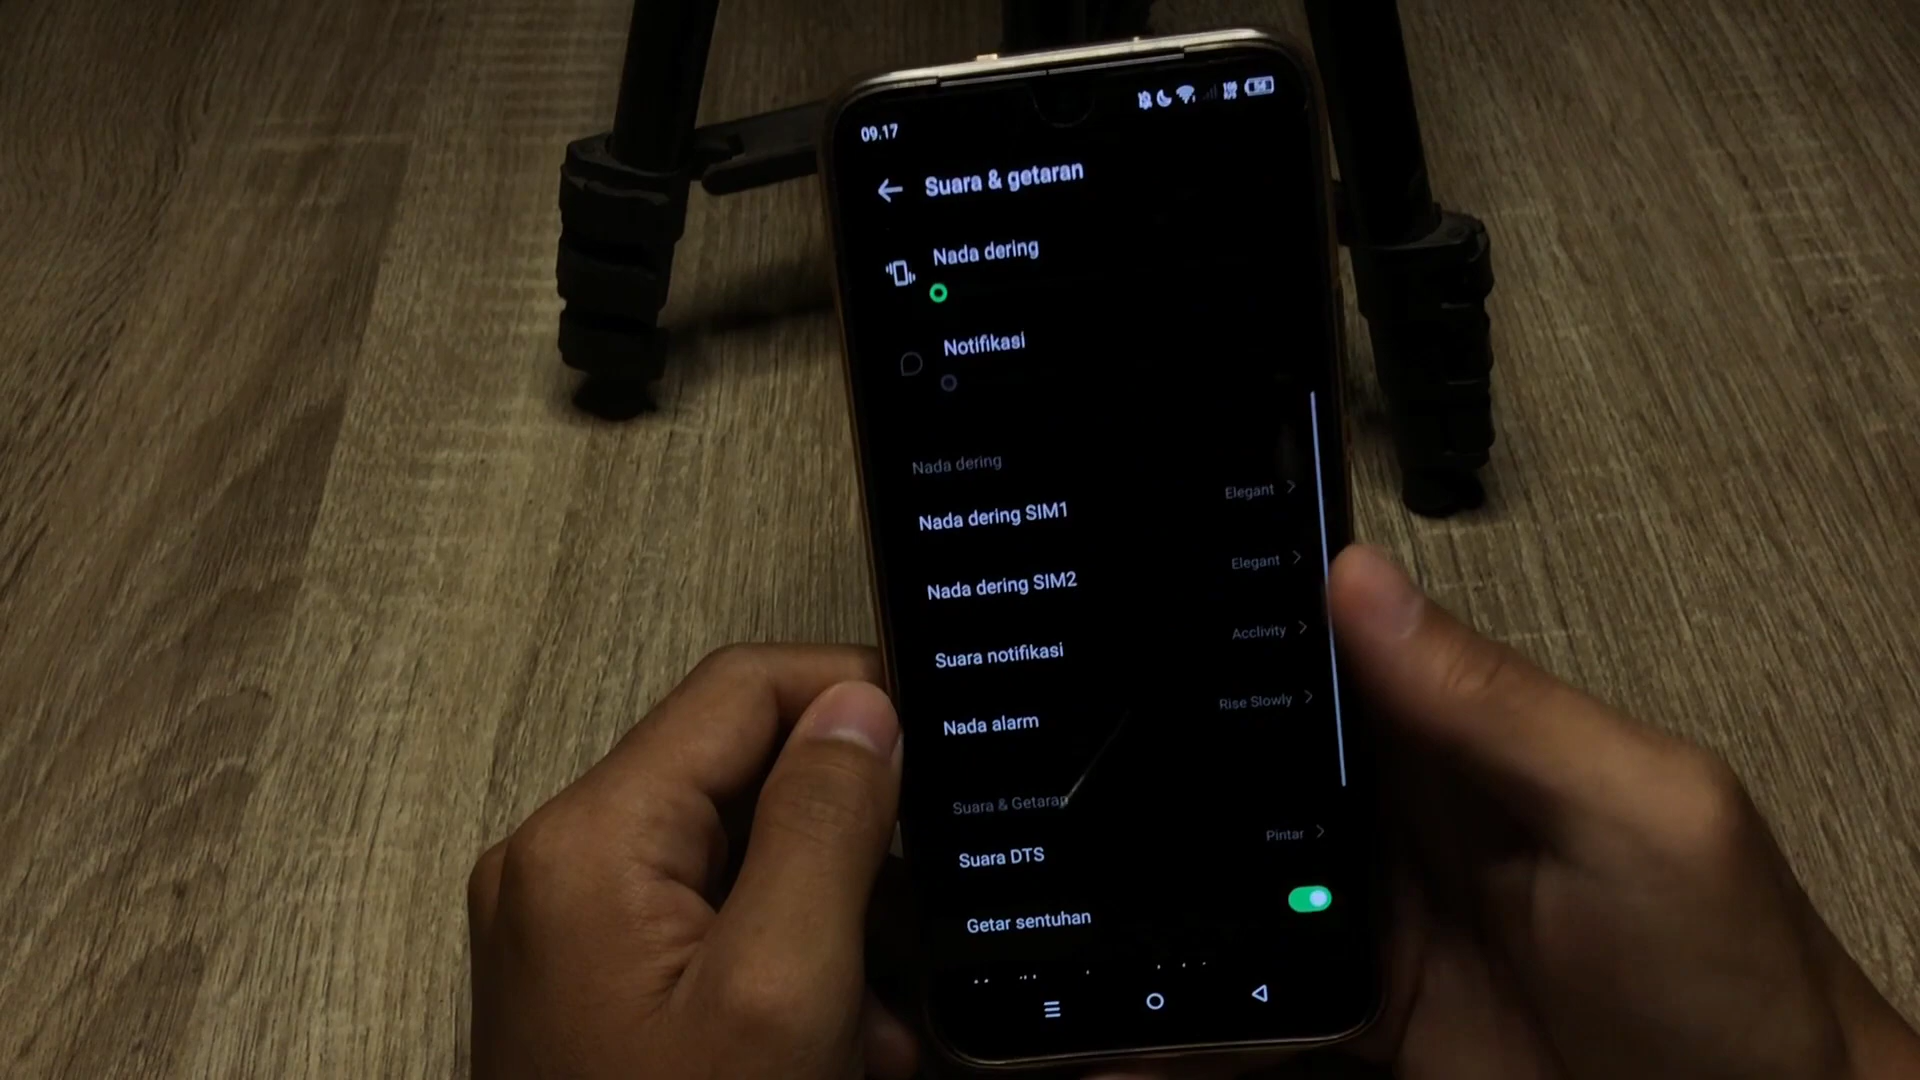 09.17
Suara & getaran
Nada dering
Notifikasi
Nada dering
Nada dering SIM1
Elegant
Nada dering SIM2
Elegant
Suara notifikasi
Acclivity
Nada alarm
Rise Slowly
Suara & Getaran
Suara DTS
Pintar
Getar sentuhan